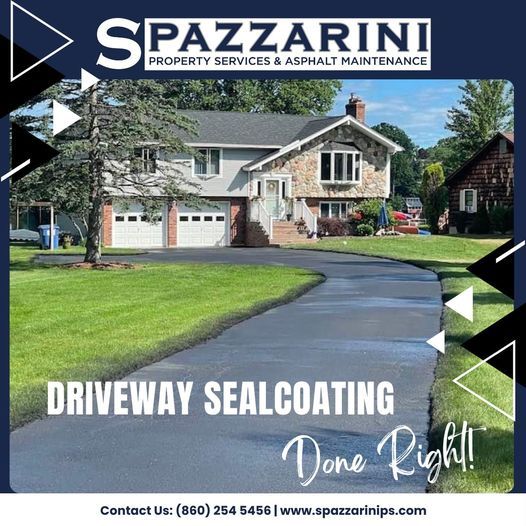 SPAZZARINI
PROPERTY SERVICES & ASPHALT MAINTENANCE
DRIVEWAY SEALCOATING
Done Right!
Contact Us: (860) 254 5456 | www.spazzarinips.com